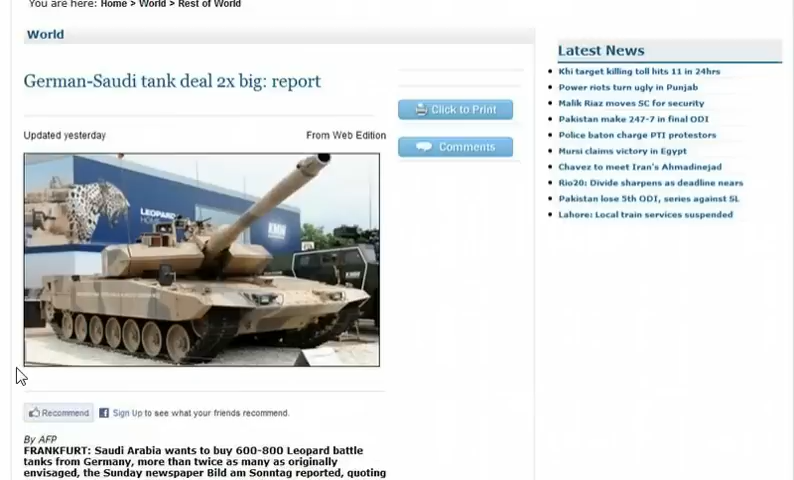 You are here: Home > World > Rest of World
World
German-Saudi tank deal 2x big: report
Click to Print
Updated yesterday
From Web Edition
Comments
LEOPARD
KMW
By AFP
Recommend
Sign Up to see what your friends recommend.
FRANKFURT: Saudi Arabia wants to buy 600-800 Leopard battle
tanks from Germany, more than twice as many as originally
envisaged, the Sunday newspaper Bild am Sonntag reported, quoting
Latest News
Khi target killing toll hits 11 in 24hrs
Power riots turn ugly in Punjab
Malik Riaz moves SC for security
Pakistan make 247-7 in final ODI
Police baton charge PTI protestors
Mursi claims victory in Egypt
Chavez to meet Iran's Ahmadinejad
Rio20: Divide sharpens as deadline nears
Pakistan lose 5th ODI, series against SL
Lahore: Local train services suspended